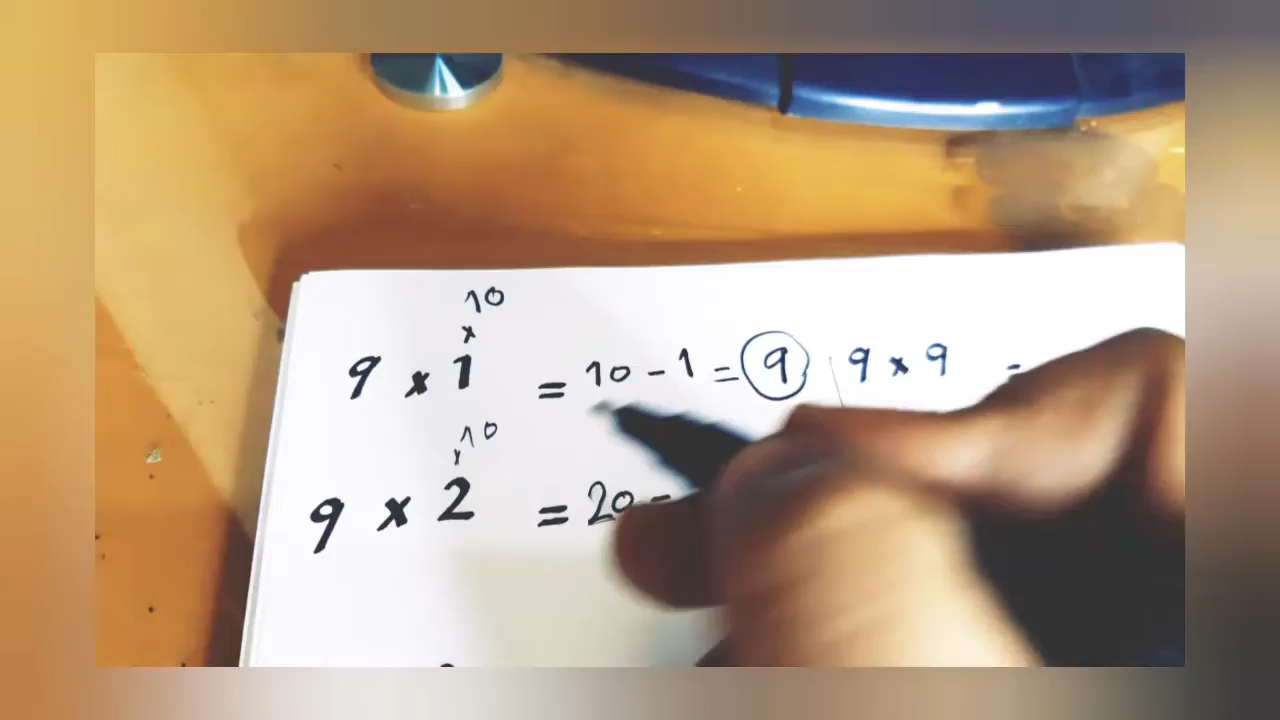 10
×
9 × 1 = 10 - 1 = 9 | 9 × 9 -
10
×
9 × 2 = 20 -